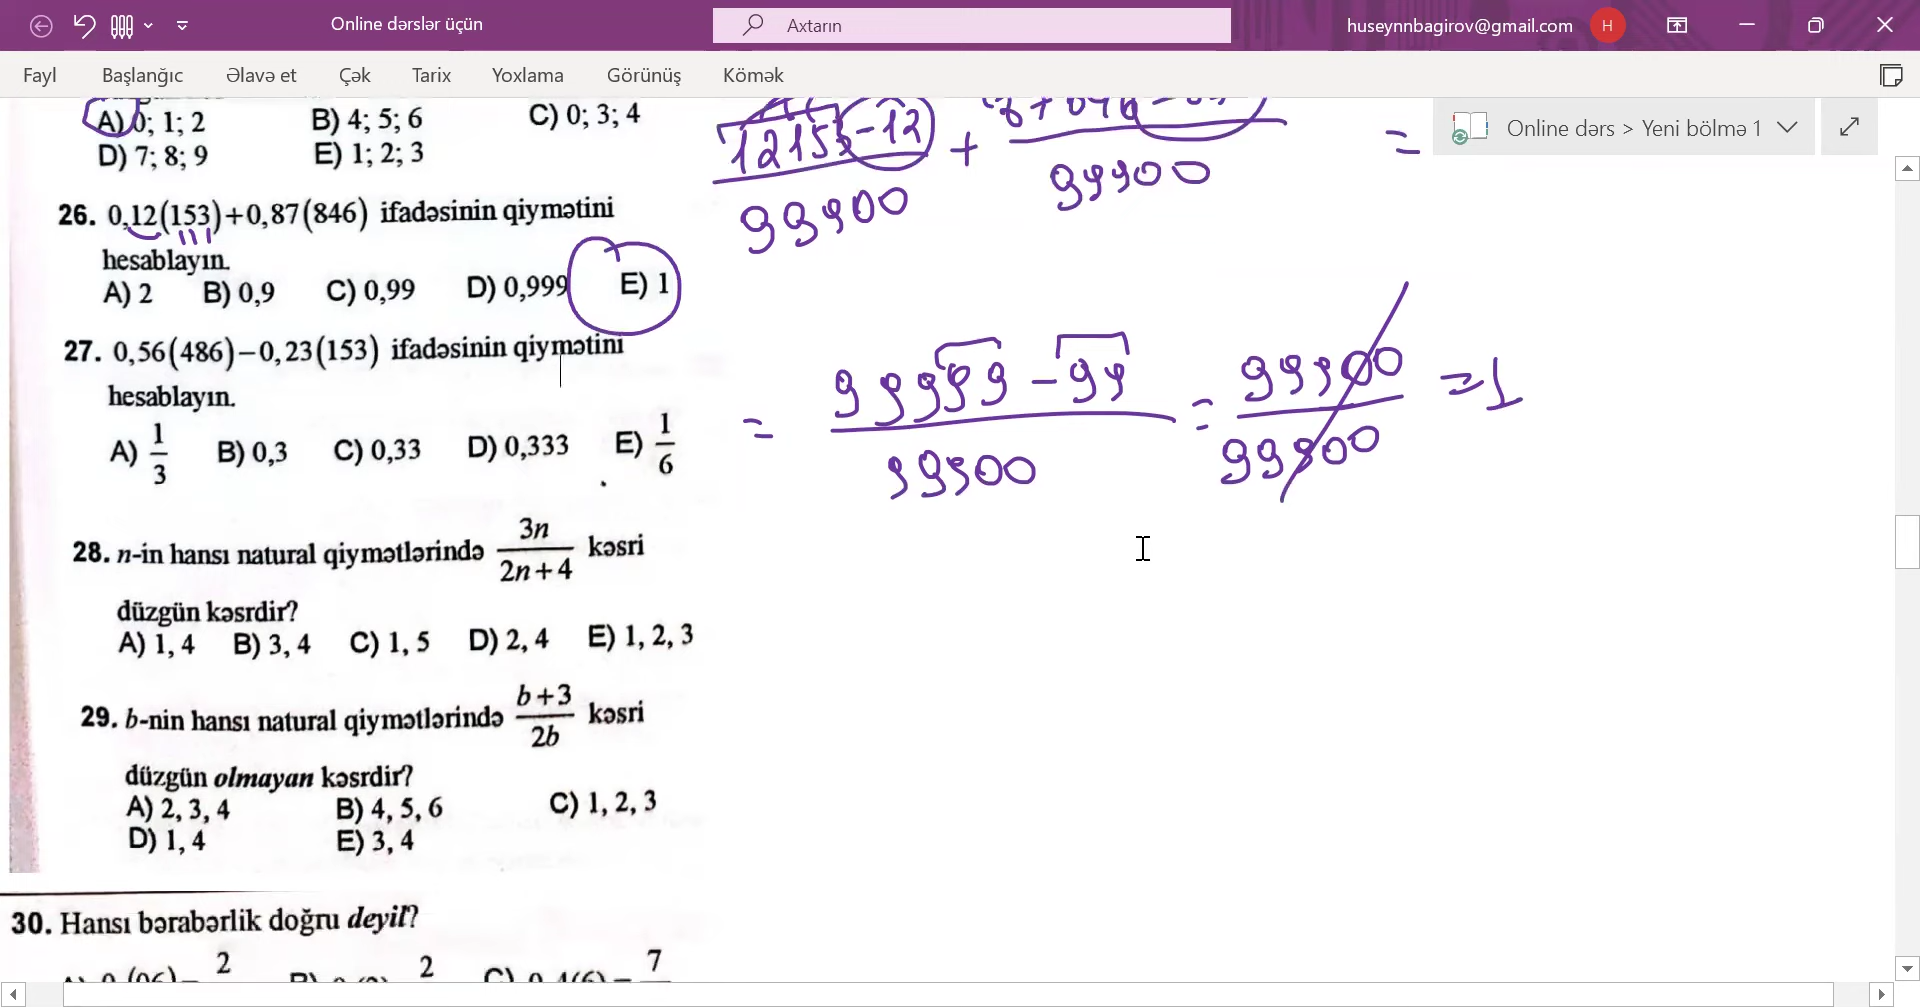 Online dərslər üçün
Axtarın
huseynnbagirov@gmail.com
H
Fayl Başlanğıc Əlavə et Çək Tarix Yoxlama Görünüş Kömək
Online dərs > Yeni bölmə 1
A) 0; 1; 2 B) 4; 5; 6 C) 0; 3; 4
D) 7; 8; 9 E) 1; 2; 3
26. 0,12(153)+0,87(846) ifadəsinin qiymətini
hesablayın.
A) 2 B) 0,9 C) 0,99 D) 0,999 E) 1
27. 0,56(486)−0,23(153) ifadəsinin qiymətini
hesablayın.
A) 1/3 B) 0,3 C) 0,33 D) 0,333 E) 1/6
28. n-in hansı natural qiymətlərində 3n/(2n+4) kəsri
düzgün kəsrdir?
A) 1, 4 B) 3, 4 C) 1, 5 D) 2, 4 E) 1, 2, 3
29. b-nin hansı natural qiymətlərində (b+3)/2b kəsri
düzgün olmayan kəsrdir?
A) 2, 3, 4 B) 4, 5, 6 C) 1, 2, 3
D) 1, 4 E) 3, 4
30. Hansı bərabərlik doğru deyil?
2 2 C) 0,4(6) = 7
12153−12 / 99900 + / 99900 =
= 99999−99 / 99900 = 99900 / 99900 = 1